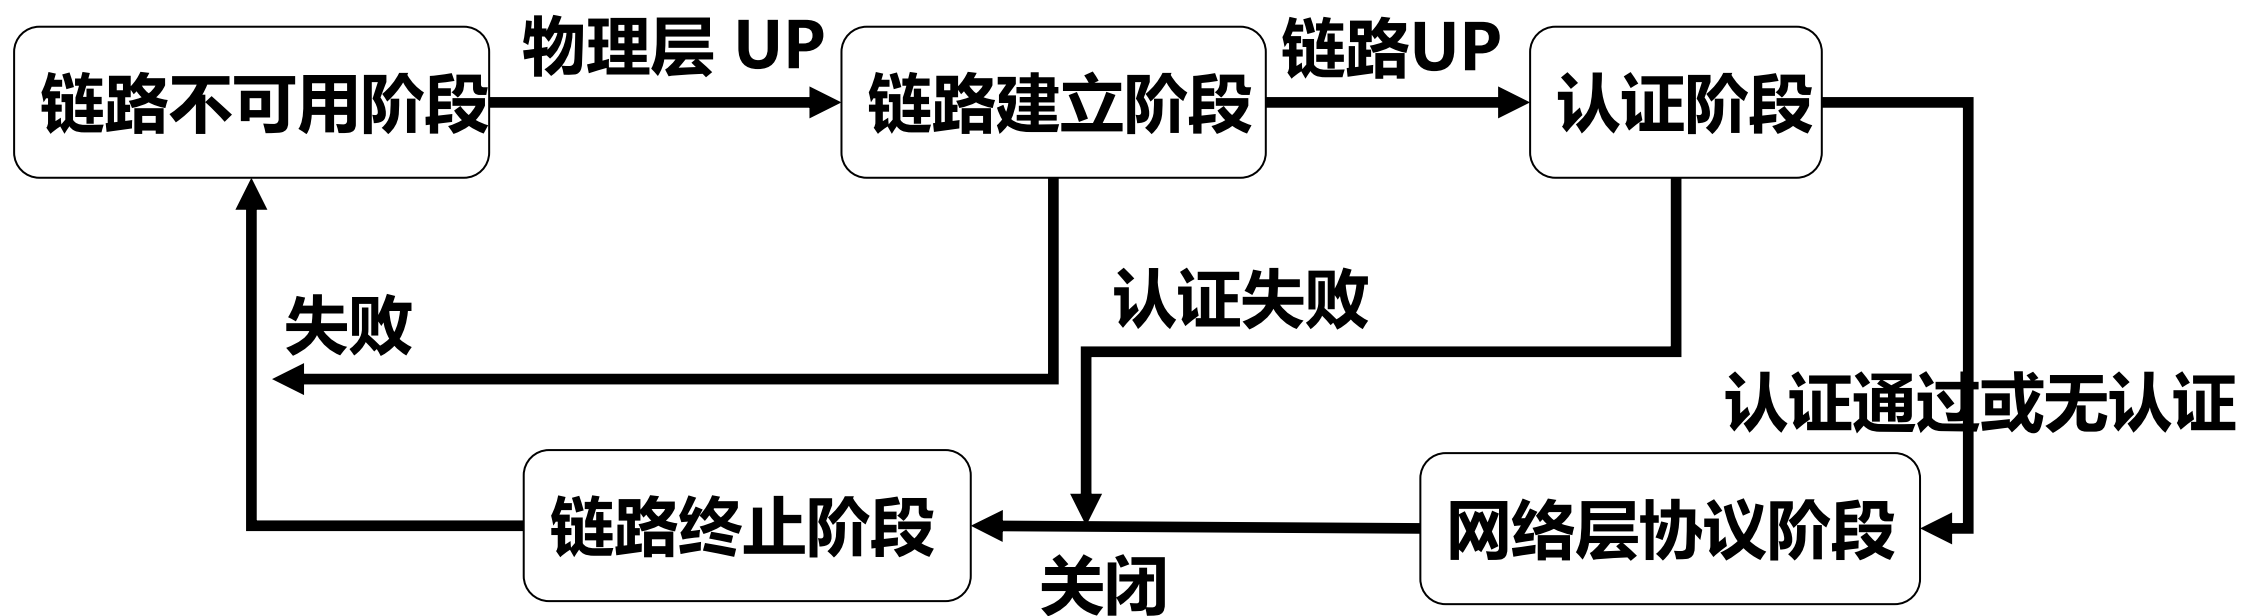 物理层 UP
链路UP
链路不可用阶段
链路建立阶段
认证阶段
认证失败
失败
认证通过或无认证
链路终止阶段
网络层协议阶段
关闭